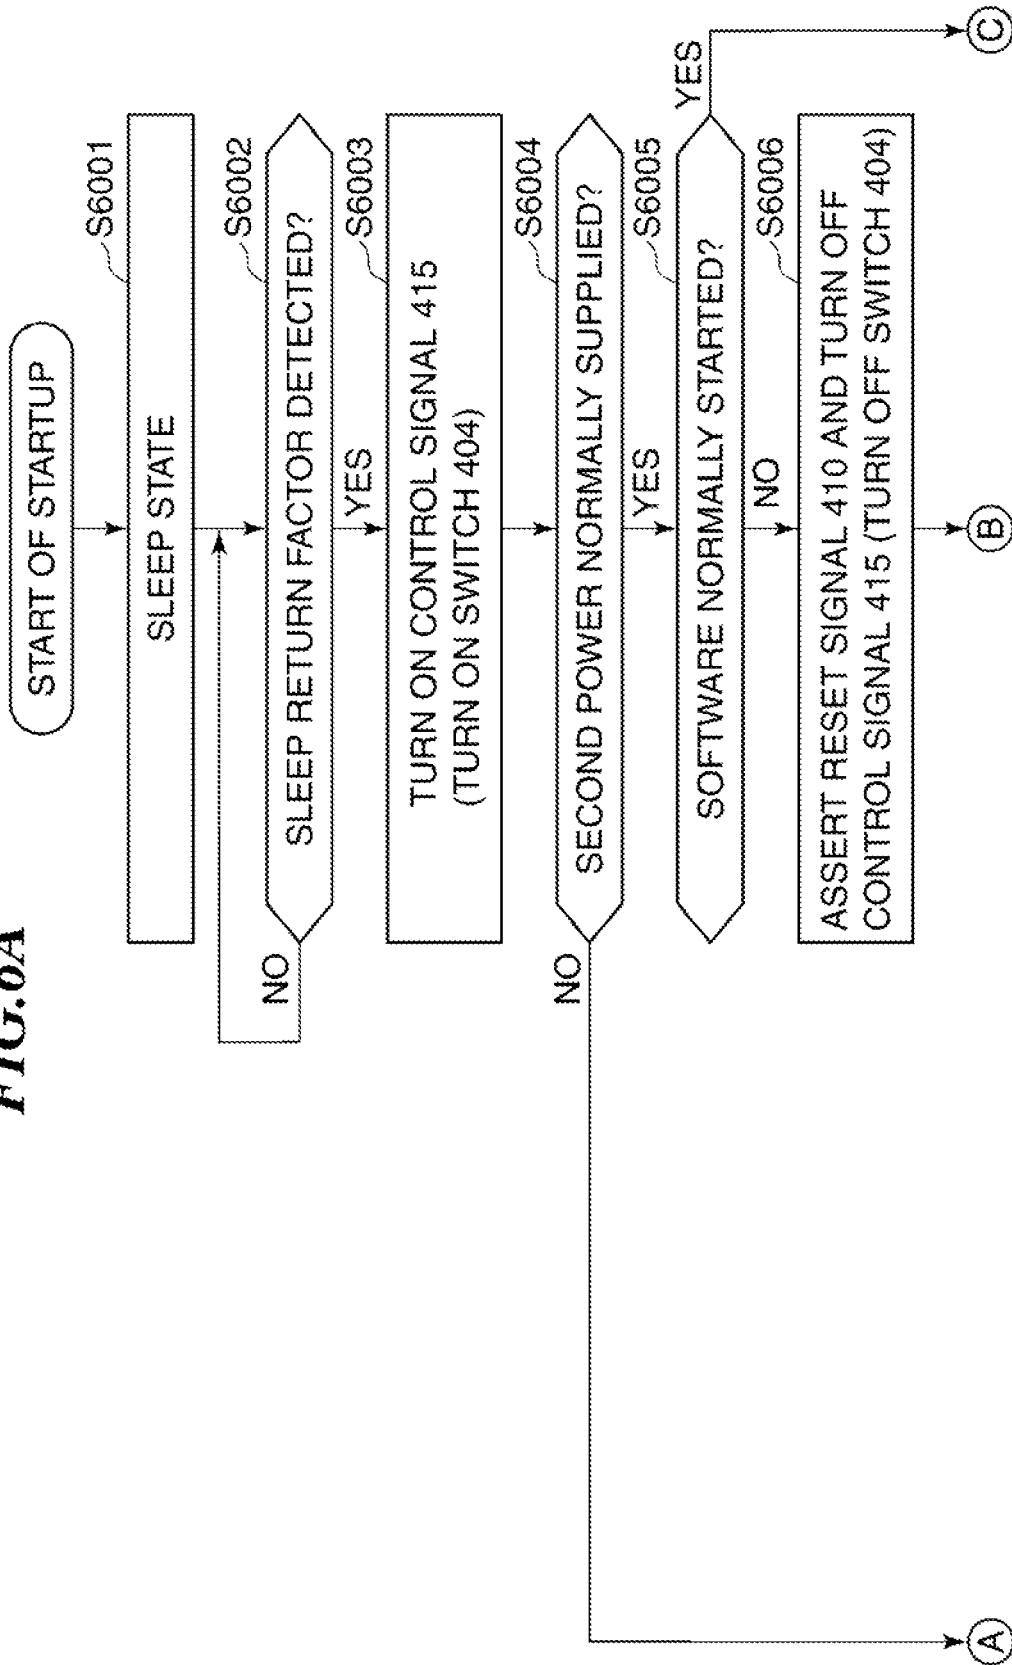 FIG.6A
START OF STARTUP
S6001
SLEEP STATE
S6002
SLEEP RETURN FACTOR DETECTED?
NO
YES
S6003
TURN ON CONTROL SIGNAL 415
(TURN ON SWITCH 404)
S6004
SECOND POWER NORMALLY SUPPLIED?
NO
YES
S6005
SOFTWARE NORMALLY STARTED?
YES
NO
S6006
ASSERT RESET SIGNAL 410 AND TURN OFF
CONTROL SIGNAL 415 (TURN OFF SWITCH 404)
A
B
C